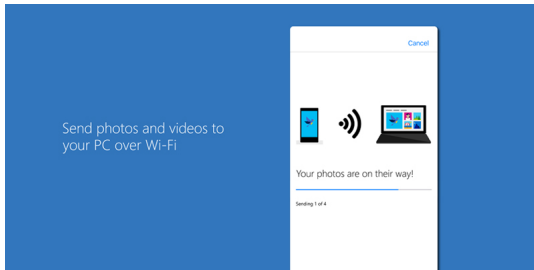 Send photos and videos to
your PC over Wi-Fi
Cancel
Your photos are on their way!
Sending 1 of 4